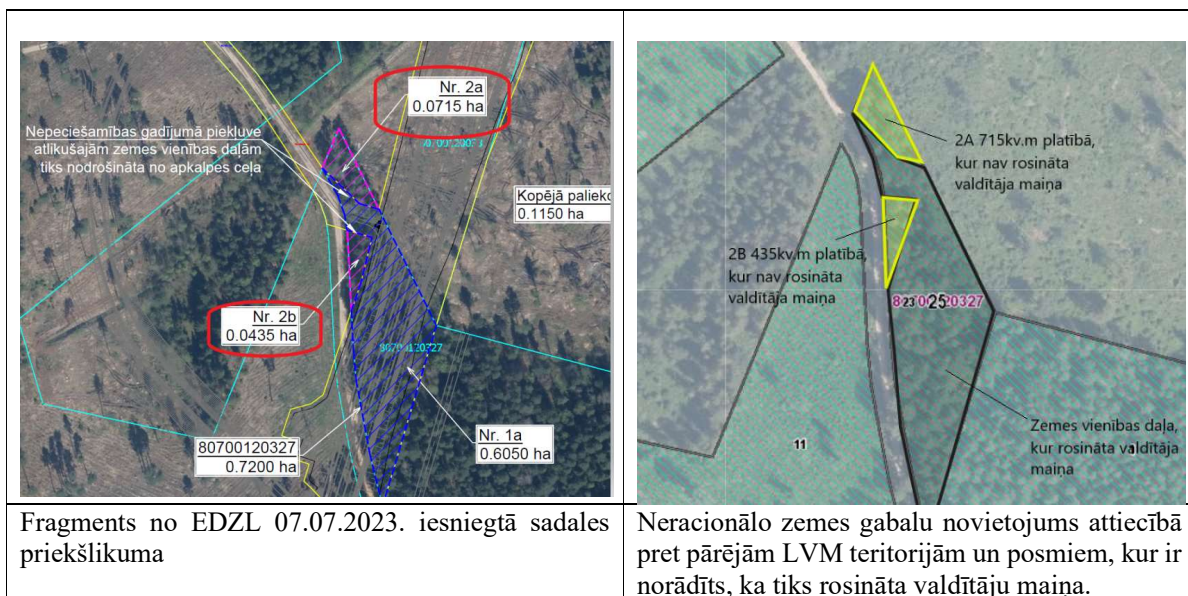 Nr. 2a
0.0715 ha
Nepeciešamības gadījumā piekļuve
atlikušajām zemes vienības daļām
tiks nodrošināta no apkalpes ceļa
Kopējā palieko
0.1150 ha
Nr. 2b
0.0435 ha
80700120327
80700120327
0.7200 ha
Nr. 1a
0.6050 ha
2A 715kv.m platībā,
kur nav rosināta
valdītāja maiņa
2B 435kv.m platībā,
kur nav rosināta
valdītāja maiņa
23
25
11
Zemes vienības daļa,
kur rosināta valdītāja
maiņa
Fragments no EDZL 07.07.2023. iesniegtā sadales
priekšlikuma
Neracionālo zemes gabalu novietojums attiecībā
pret pārējām LVM teritorijām un posmiem, kur ir
norādīts, ka tiks rosināta valdītāju maiņa.